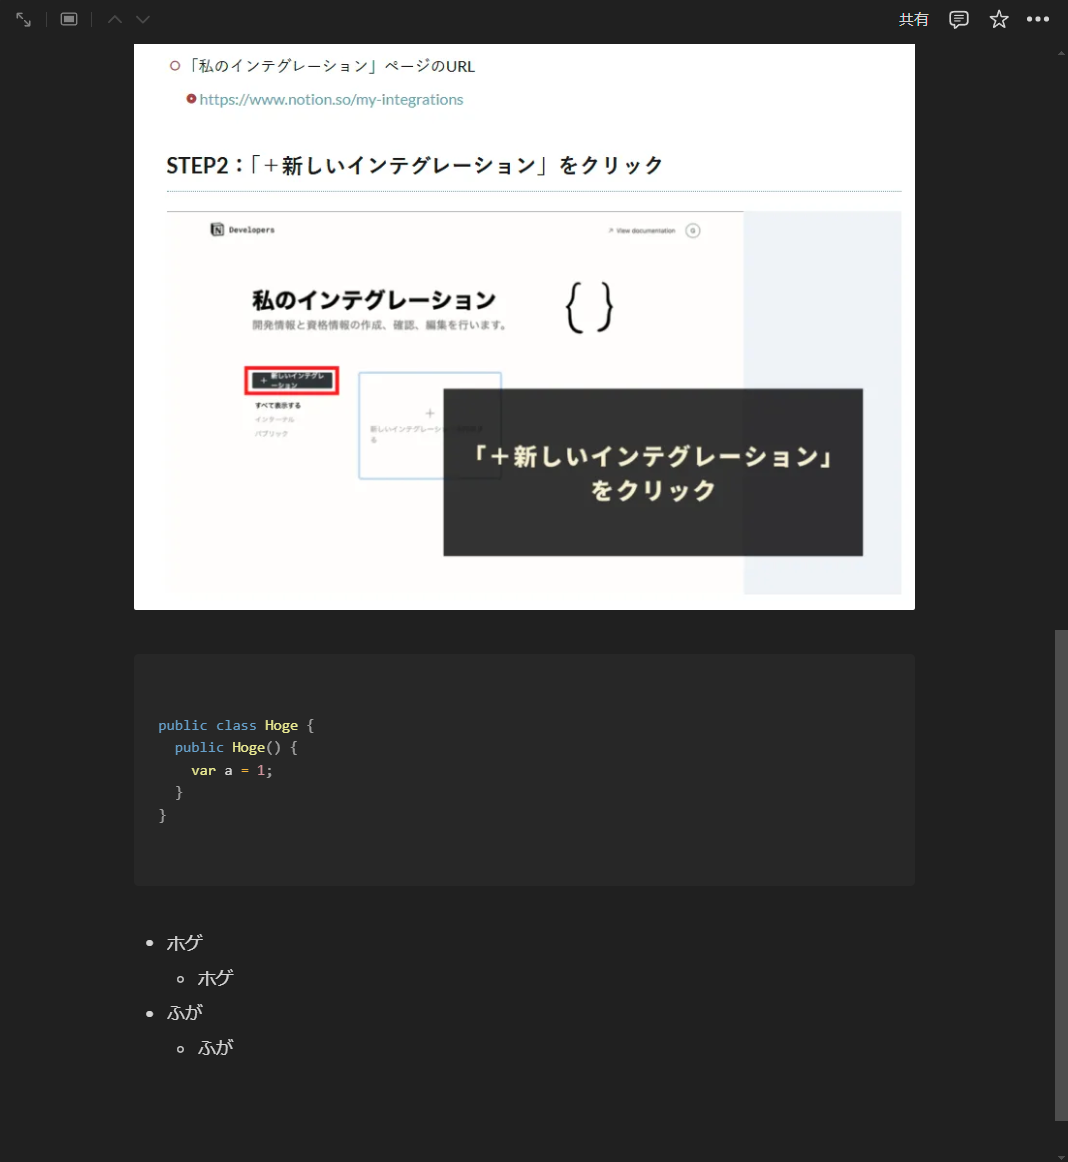 共有
「私のインテグレーション」ページのURL
https://www.notion.so/my-integrations
STEP2：「＋新しいインテグレーション」をクリック
Developers
↗ View documentation
G
私のインテグレーション
開発情報と資格情報の作成、確認、編集を行います。
{ }
＋ 新しいインテグレ
ーション
すべて表示する
インターナル
パブリック
＋
新しいインテグレーション
る
「＋新しいインテグレーション」
をクリック
public class Hoge {
  public Hoge() {
    var a = 1;
  }
}
ホゲ
ホゲ
ふが
ふが